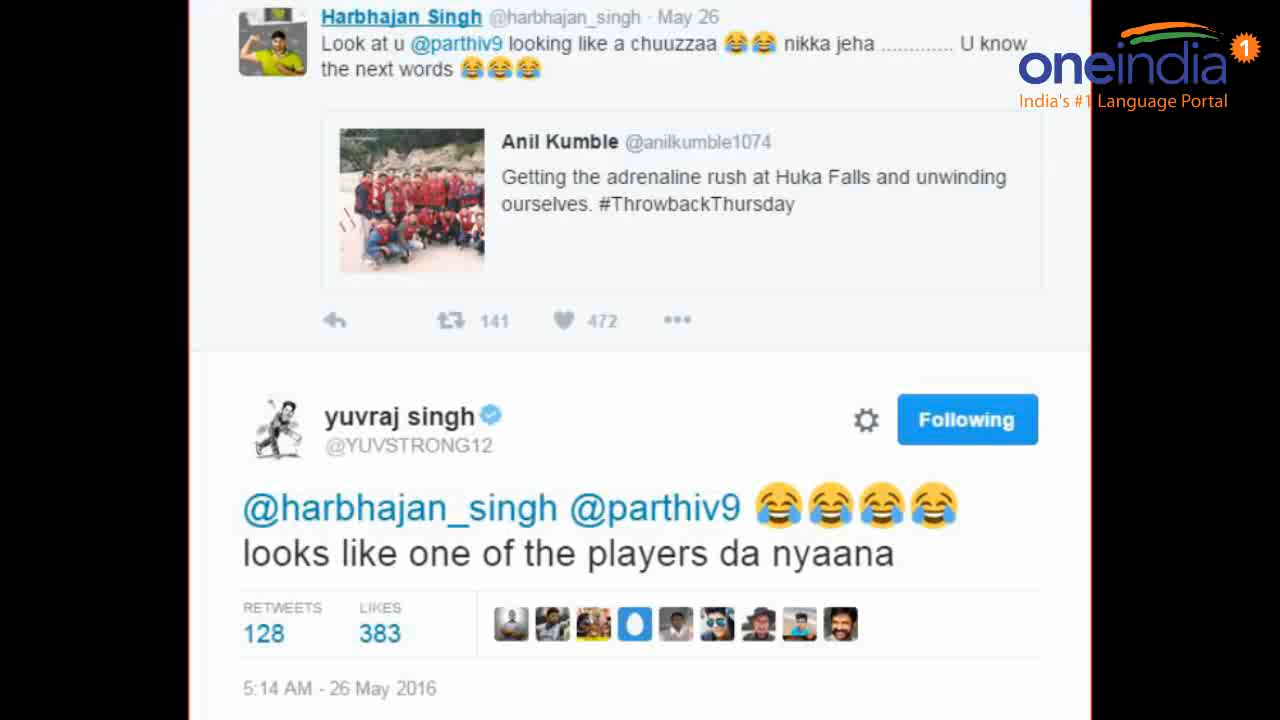 Harbhajan Singh @harbhajan_singh · May 26
Look at u @parthiv9 looking like a chuuzzaa 😂😂 nikka jeha ............. U know
the next words 😂😂😂
oneindia 1
India's #1 Language Portal
Anil Kumble @anilkumble1074
Getting the adrenaline rush at Huka Falls and unwinding
ourselves. #ThrowbackThursday
141 472
yuvraj singh
@YUVSTRONG12
Following
@harbhajan_singh @parthiv9 😂😂😂😂
looks like one of the players da nyaana
RETWEETS LIKES
128 383
5:14 AM - 26 May 2016